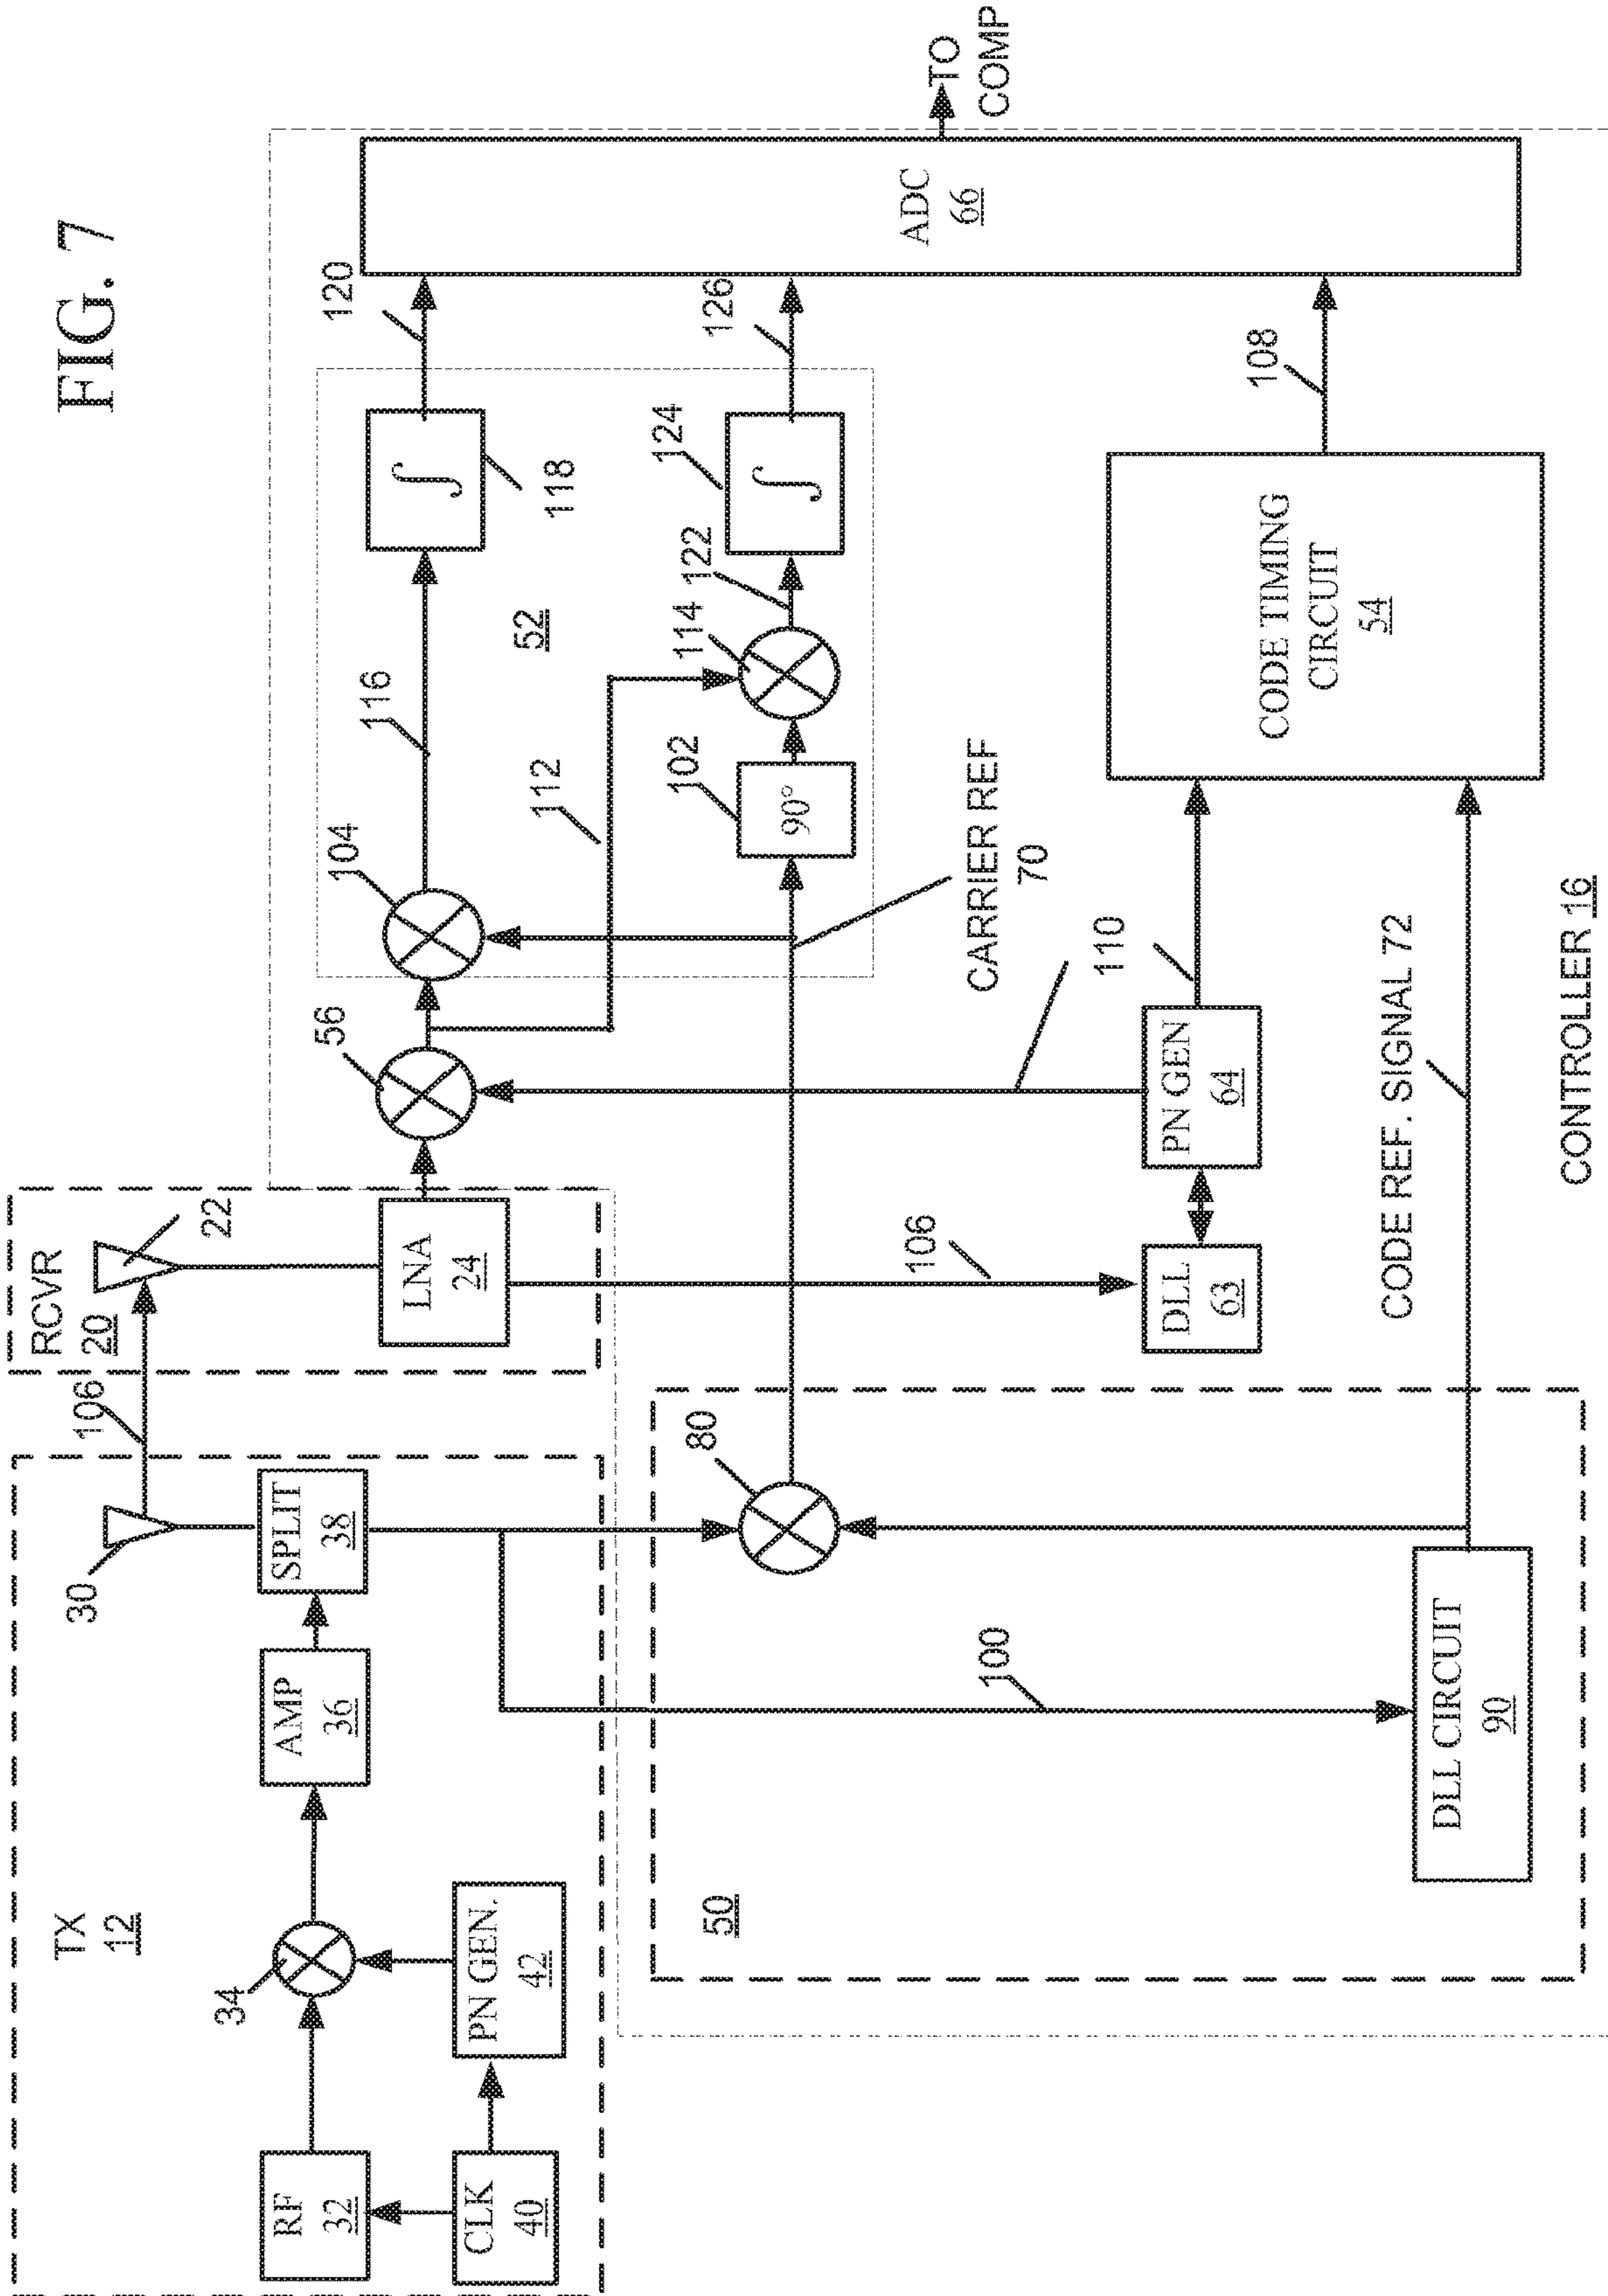 FIG. 7
TX
12
RF
32
CLK
40
34
PN GEN.
42
AMP
36
SPLIT
38
30
106
RCVR
20
22
LNA
24
56
104
116
112
52
118
120
102
90°
114
122
124
126
ADC
66
TO
COMP
CARRIER REF
70
50
80
100
DLL CIRCUIT
90
106
DLL
63
PN GEN
64
110
CODE REF. SIGNAL 72
CODE TIMING
CIRCUIT
54
108
CONTROLLER 16
∫
∫